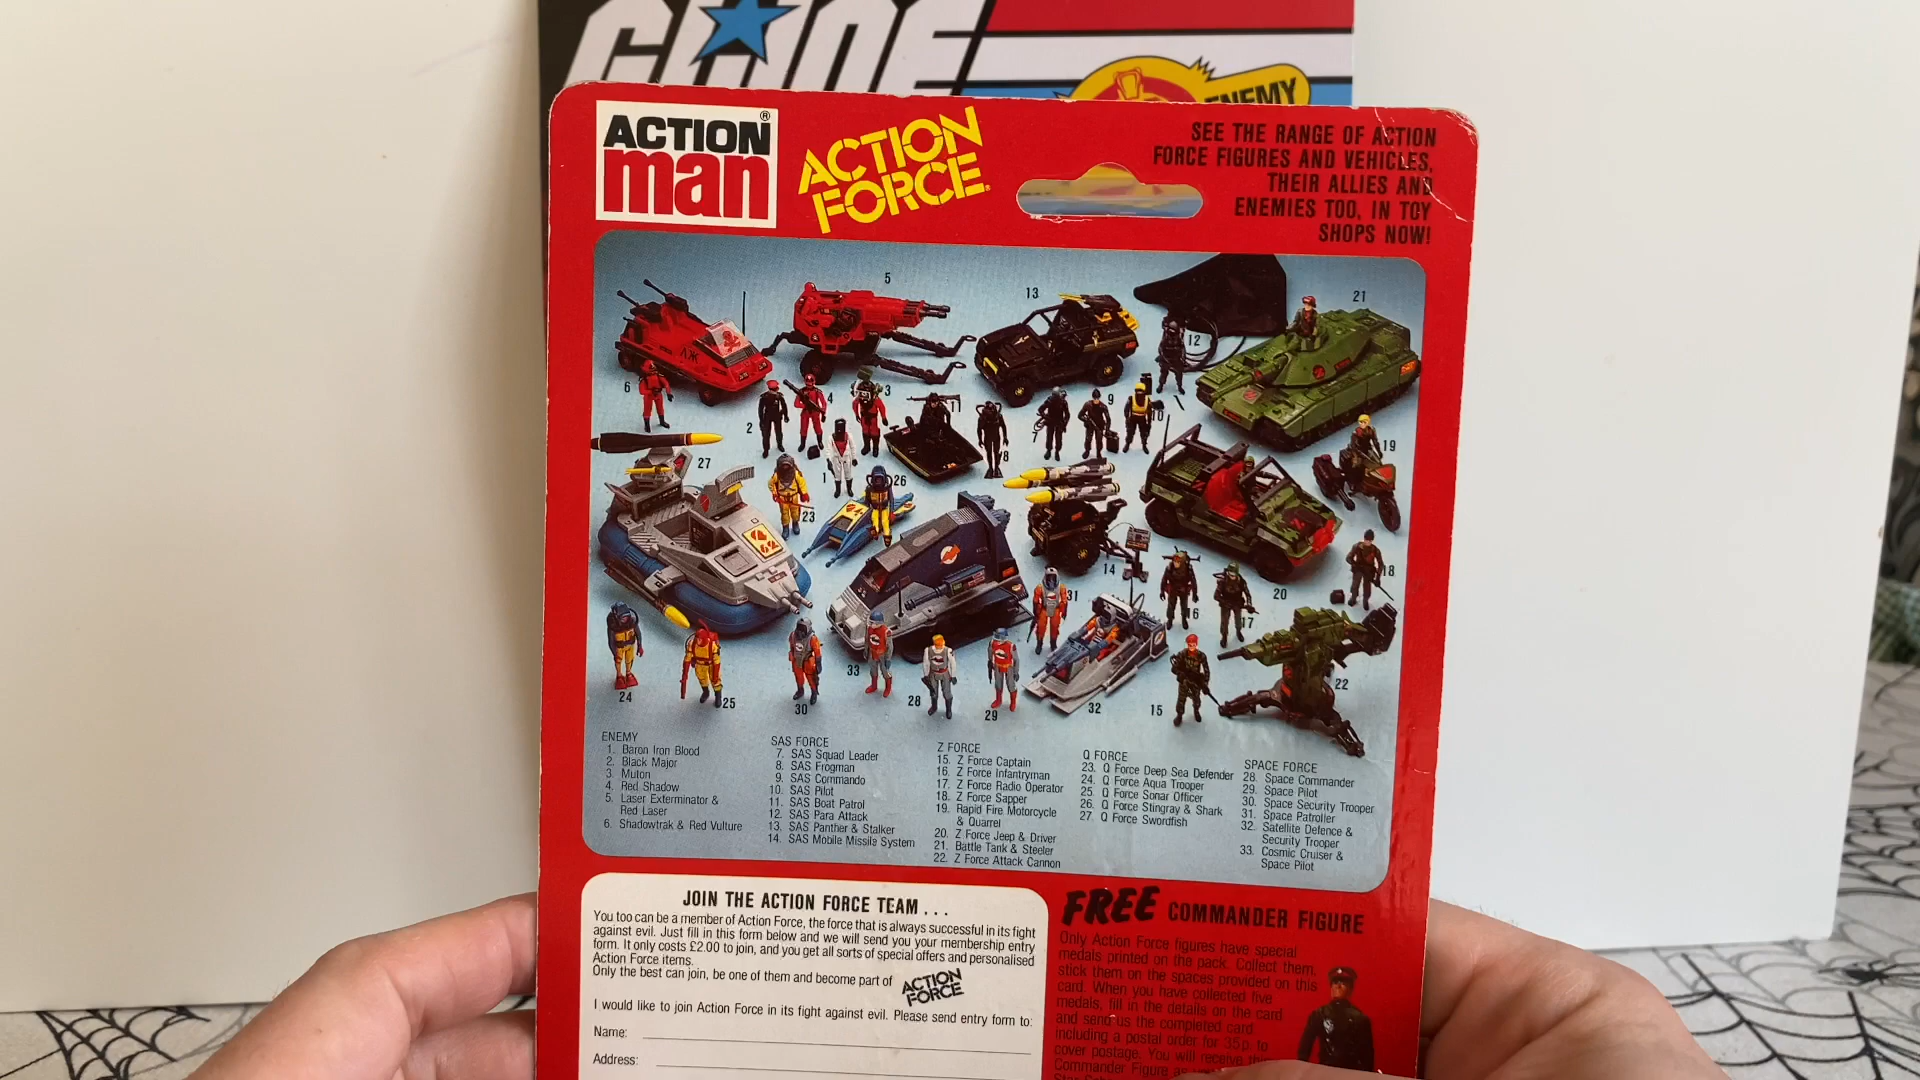 GI JOE
ENEMY
ACTION
man
®
ACTION
FORCE
SEE THE RANGE OF ACTION
FORCE FIGURES AND VEHICLES,
THEIR ALLIES AND
ENEMIES TOO, IN TOY
SHOPS NOW!
ENEMY
1. Baron Iron Blood
2. Black Major
3. Muton
4. Red Shadow
5. Laser Exterminator &
Red Laser
6. Shadowtrak & Red Vulture
SAS FORCE
7. SAS Squad Leader
8. SAS Frogman
9. SAS Commando
10. SAS Pilot
11. SAS Boat Patrol
12. SAS Para Attack
13. SAS Panther & Stalker
14. SAS Mobile Missile System
Z FORCE
15. Z Force Captain
16. Z Force Infantryman
17. Z Force Radio Operator
18. Z Force Sapper
19. Rapid Fire Motorcycle
& Quarrel
20. Z Force Jeep & Driver
21. Battle Tank & Steeler
22. Z Force Attack Cannon
Q FORCE
23. Q Force Deep Sea Defender
24. Q Force Aqua Trooper
25. Q Force Sonar Officer
26. Q Force Stingray & Shark
27. Q Force Swordfish
SPACE FORCE
28. Space Commander
29. Space Pilot
30. Space Security Trooper
31. Space Patroller
32. Satellite Defence &
Security Trooper
33. Cosmic Cruiser &
Space Pilot
JOIN THE ACTION FORCE TEAM . . .
You too can be a member of Action Force, the force that is always successful in its fight
against evil. Just fill in this form below and we will send you your membership entry
form. It only costs £2.00 to join, and you get all sorts of special offers and personalised
Action Force items.
Only the best can join, be one of them and become part of
ACTION
FORCE
I would like to join Action Force in its fight against evil. Please send entry form to:
Name:
Address:
FREE COMMANDER FIGURE
Only Action Force figures have special
medals printed on the pack. Collect them,
stick them on the spaces provided on this
card. When you have collected five
medals, fill in the details on the card
and send us the completed card
including a postal order for 35p. to
cover postage. You will receive this
Commander Figure as